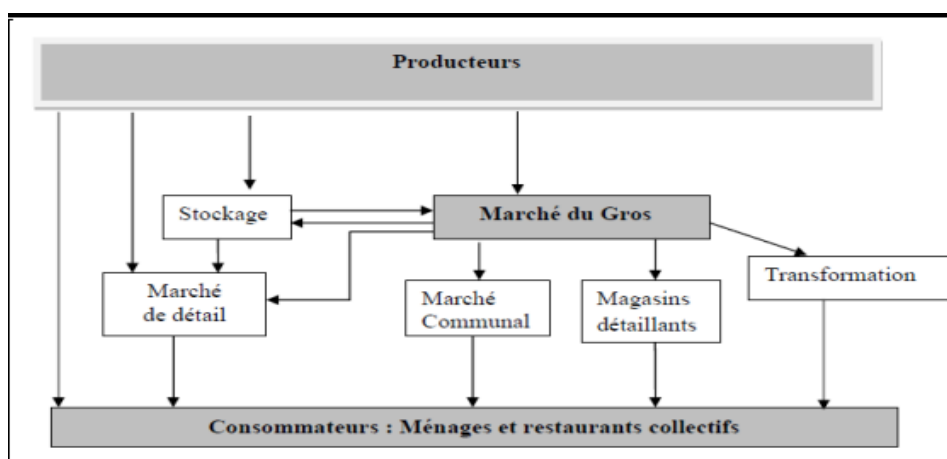 Producteurs
Stockage
Marché du Gros
Transformation
Marché
de détail
Marché
Communal
Magasins
détaillants
Consommateurs : Ménages et restaurants collectifs